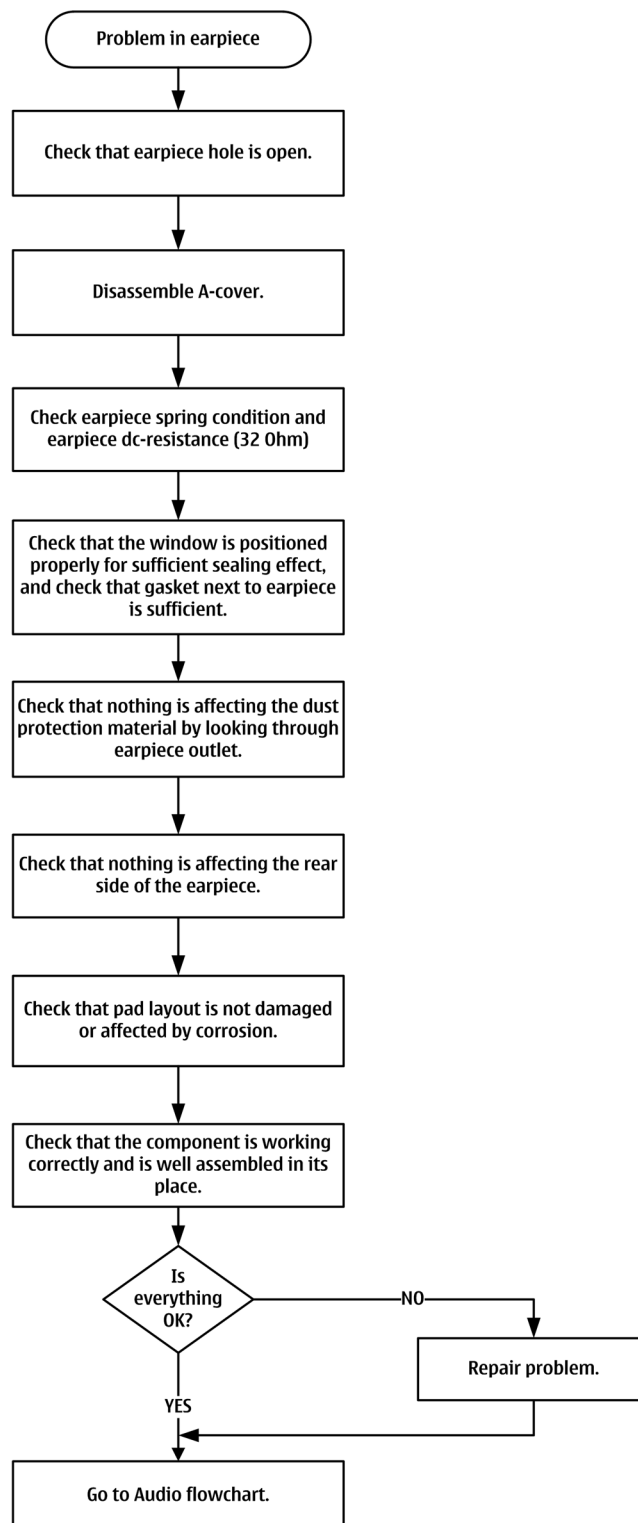 Problem in earpiece
Check that earpiece hole is open.
Disassemble A-cover.
Check earpiece spring condition and
earpiece dc-resistance (32 Ohm)
Check that the window is positioned
properly for sufficient sealing effect,
and check that gasket next to earpiece
is sufficient.
Check that nothing is affecting the dust
protection material by looking through
earpiece outlet.
Check that nothing is affecting the rear
side of the earpiece.
Check that pad layout is not damaged
or affected by corrosion.
Check that the component is working
correctly and is well assembled in its
place.
Is
everything
OK?
NO
Repair problem.
YES
Go to Audio flowchart.